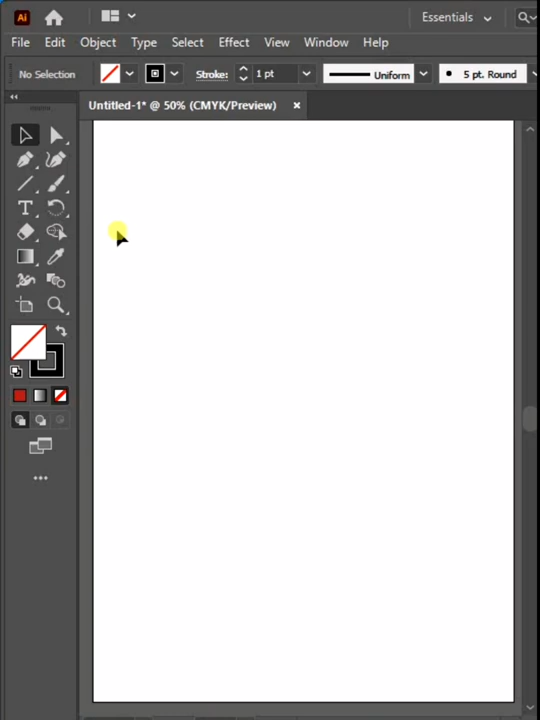 Ai
Essentials
File Edit Object Type Select Effect View Window Help
No Selection Stroke: 1 pt Uniform 5 pt. Round
Untitled-1* @ 50% (CMYK/Preview) ×
T